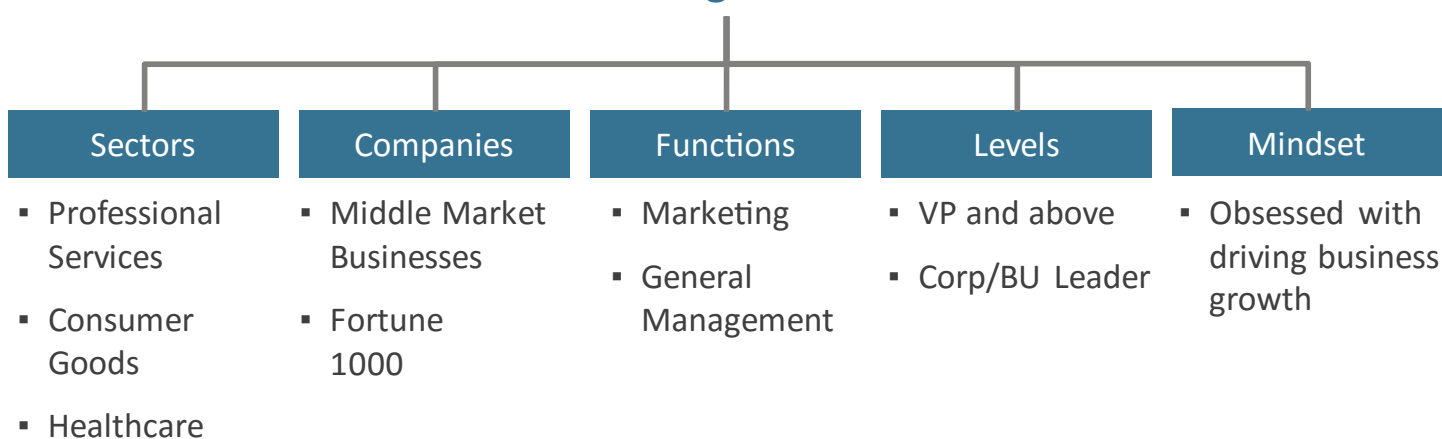 Sectors
▪ Professional
Services
▪ Consumer
Goods
▪ Healthcare
Companies
▪ Middle Market
Businesses
▪ Fortune
1000
Functions
▪ Marketing
▪ General
Management
Levels
▪ VP and above
▪ Corp/BU Leader
Mindset
▪ Obsessed with
driving business
growth